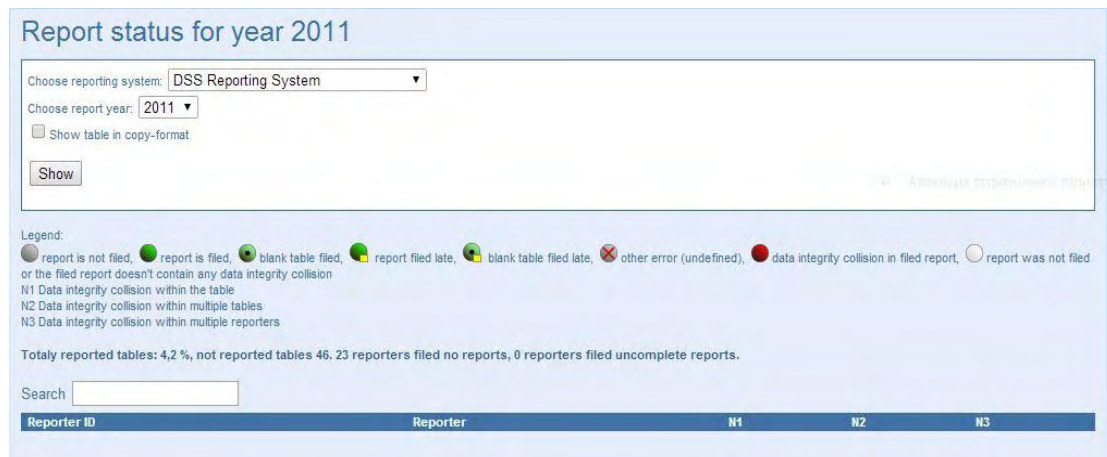 Report status for year 2011
Choose reporting system: DSS Reporting System
Choose report year: 2011
Show table in copy-format
Show
Legend:
report is not filed, report is filed, blank table filed, report filed late, blank table filed late, other error (undefined), data integrity collision in filed report, report was not filed
or the filed report doesn't contain any data integrity collision
N1 Data integrity collision within the table
N2 Data integrity collision within multiple tables
N3 Data integrity collision within multiple reporters
Totaly reported tables: 4,2 %, not reported tables 46. 23 reporters filed no reports, 0 reporters filed uncomplete reports.
Search
Reporter ID Reporter N1 N2 N3